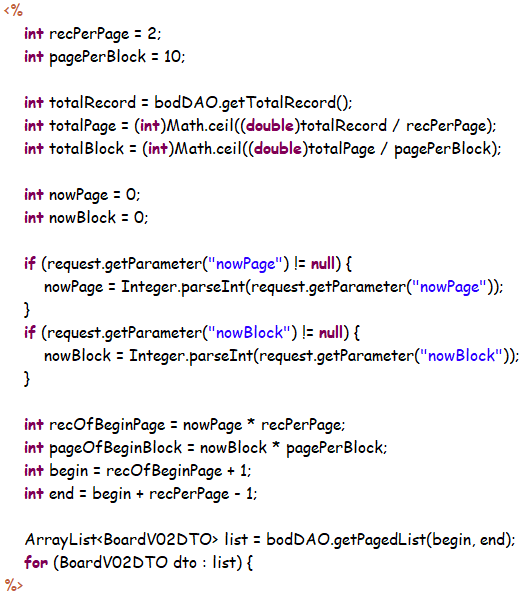 <%
int recPerPage = 2;
int pagePerBlock = 10;
int totalRecord = bodDAO.getTotalRecord();
int totalPage = (int)Math.ceil((double)totalRecord / recPerPage);
int totalBlock = (int)Math.ceil((double)totalPage / pagePerBlock);
int nowPage = 0;
int nowBlock = 0;
if (request.getParameter("nowPage") != null) {
nowPage = Integer.parseInt(request.getParameter("nowPage"));
}
if (request.getParameter("nowBlock") != null) {
nowBlock = Integer.parseInt(request.getParameter("nowBlock"));
}
int recOfBeginPage = nowPage * recPerPage;
int pageOfBeginBlock = nowBlock * pagePerBlock;
int begin = recOfBeginPage + 1;
int end = begin + recPerPage - 1;
ArrayList<BoardV02DTO> list = bodDAO.getPagedList(begin, end);
for (BoardV02DTO dto : list) {
%>